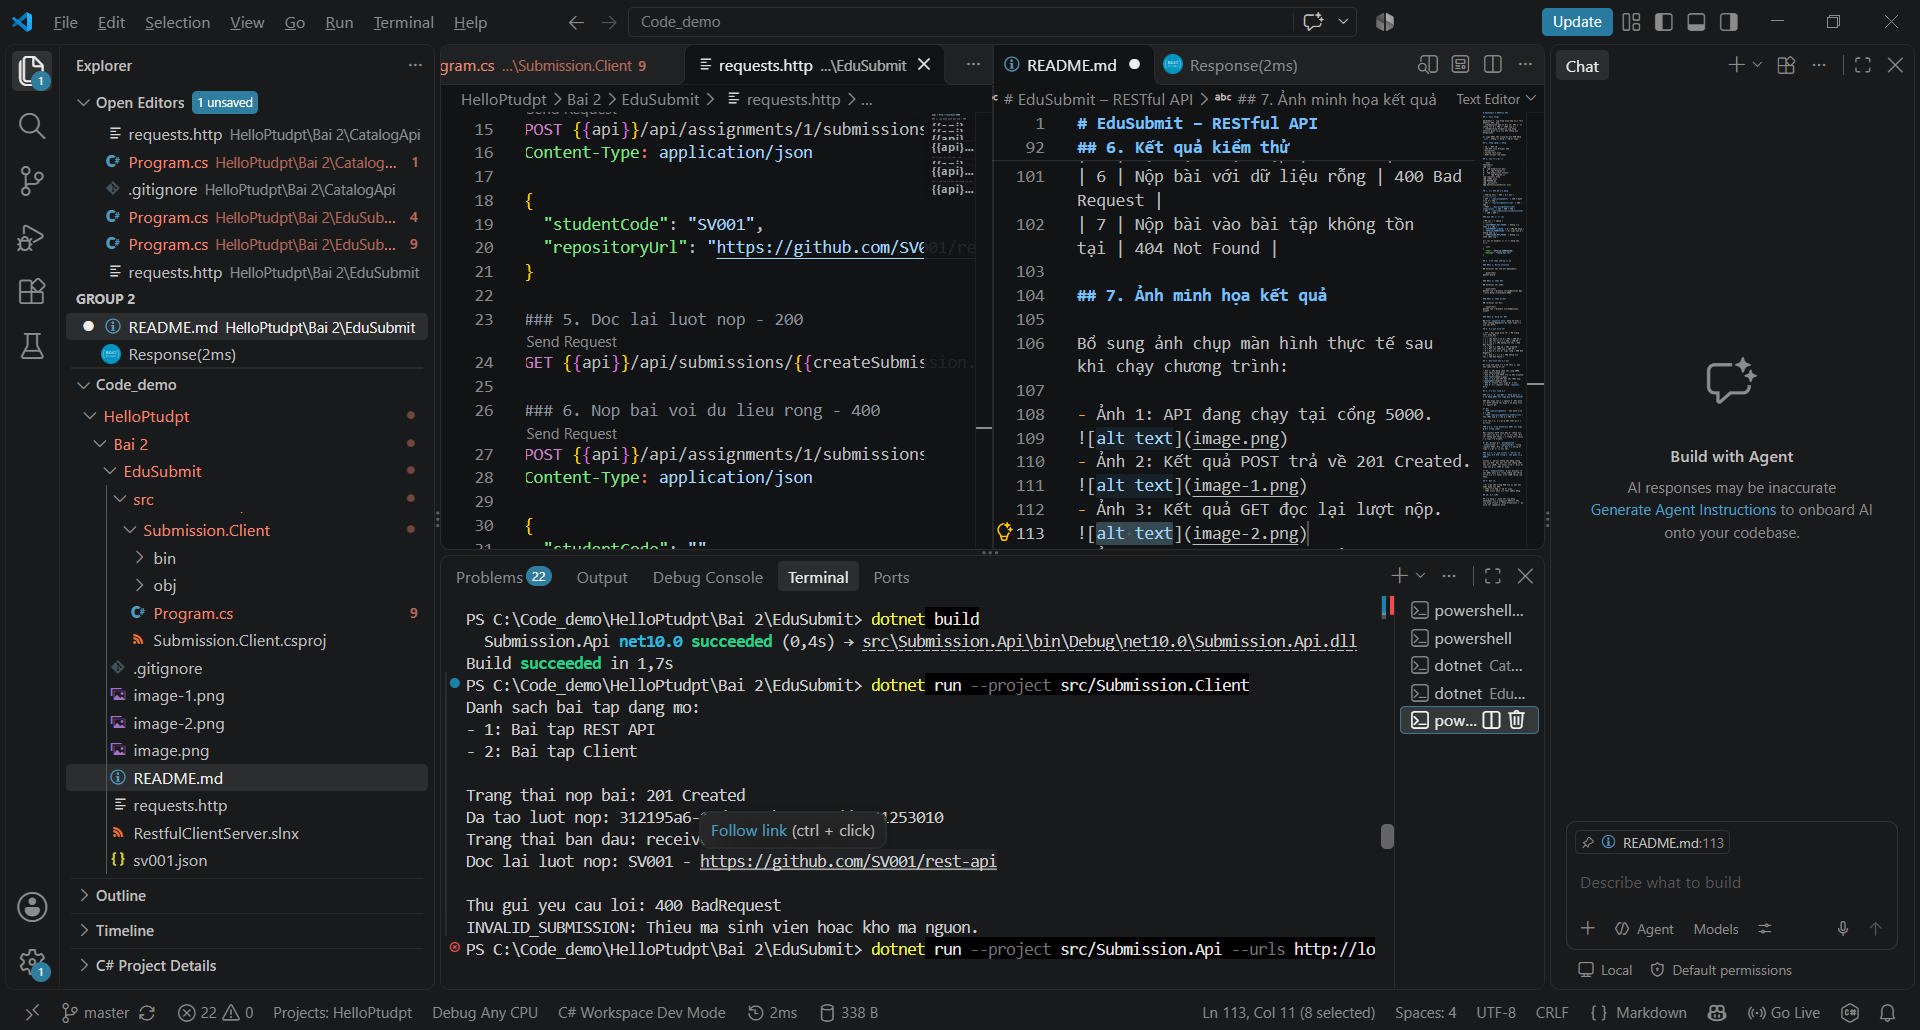 File Edit Selection View Go Run Terminal Help
Code_demo
Update
Explorer
Open Editors 1 unsaved
requests.http HelloPtudpt\Bai 2\CatalogApi
Program.cs HelloPtudpt\Bai 2\Catalog... 1
.gitignore HelloPtudpt\Bai 2\CatalogApi
Program.cs HelloPtudpt\Bai 2\EduSub... 4
Program.cs HelloPtudpt\Bai 2\EduSub... 9
requests.http HelloPtudpt\Bai 2\EduSubmit
GROUP 2
README.md HelloPtudpt\Bai 2\EduSubmit
Response(2ms)
Code_demo
HelloPtudpt
Bai 2
EduSubmit
src
Submission.Client
bin
obj
Program.cs 9
Submission.Client.csproj
.gitignore
image-1.png
image-2.png
image.png
README.md
requests.http
RestfulClientServer.slnx
sv001.json
Outline
Timeline
C# Project Details
1
1
gram.cs ...\Submission.Client 9
requests.http ...\EduSubmit
HelloPtudpt > Bai 2 > EduSubmit > requests.http > ...
15 POST {{api}}/api/assignments/1/submissions
16 Content-Type: application/json
17
18 {
19 "studentCode": "SV001",
20 "repositoryUrl": "https://github.com/SV001/re
21 }
22
23 ### 5. Doc lai luot nop - 200
Send Request
24 GET {{api}}/api/submissions/{{createSubmission.
25
26 ### 6. Nop bai voi du lieu rong - 400
Send Request
27 POST {{api}}/api/assignments/1/submissions
28 Content-Type: application/json
29
30 {
31 "studentCode": ""
README.md
Response(2ms)
# EduSubmit – RESTful API > ## 7. Ảnh minh họa kết quả
Text Editor
1 # EduSubmit – RESTful API
92 ## 6. Kết quả kiểm thử
101 | 6 | Nộp bài với dữ liệu rỗng | 400 Bad
Request |
102 | 7 | Nộp bài vào bài tập không tồn
tại | 404 Not Found |
103
104 ## 7. Ảnh minh họa kết quả
105
106 Bổ sung ảnh chụp màn hình thực tế sau
khi chạy chương trình:
107
108 - Ảnh 1: API đang chạy tại cổng 5000.
109 ![alt text](image.png)
110 - Ảnh 2: Kết quả POST trả về 201 Created.
111 ![alt text](image-1.png)
112 - Ảnh 3: Kết quả GET đọc lại lượt nộp.
113 ![alt text](image-2.png)
Problems 22 Output Debug Console Terminal Ports
PS C:\Code_demo\HelloPtudpt\Bai 2\EduSubmit> dotnet build
Submission.Api net10.0 succeeded (0,4s) → src\Submission.Api\bin\Debug\net10.0\Submission.Api.dll
Build succeeded in 1,7s
PS C:\Code_demo\HelloPtudpt\Bai 2\EduSubmit> dotnet run --project src/Submission.Client
Danh sach bai tap dang mo:
- 1: Bai tap REST API
- 2: Bai tap Client
Trang thai nop bai: 201 Created
Da tao luot nop: 312195a6- 1253010
Follow link (ctrl + click)
Trang thai ban dau: receiv
Doc lai luot nop: SV001 - https://github.com/SV001/rest-api
Thu gui yeu cau loi: 400 BadRequest
INVALID_SUBMISSION: Thieu ma sinh vien hoac kho ma nguon.
PS C:\Code_demo\HelloPtudpt\Bai 2\EduSubmit> dotnet run --project src/Submission.Api --urls http://lo
powershell...
powershell
dotnet Cat...
dotnet Edu...
pow...
Chat
Build with Agent
AI responses may be inaccurate
Generate Agent Instructions to onboard AI
onto your codebase.
README.md:113
Describe what to build
Agent Models
Local Default permissions
master 22 0 Projects: HelloPtudpt Debug Any CPU C# Workspace Dev Mode 2ms 338 B
Ln 113, Col 11 (8 selected) Spaces: 4 UTF-8 CRLF {} Markdown Go Live